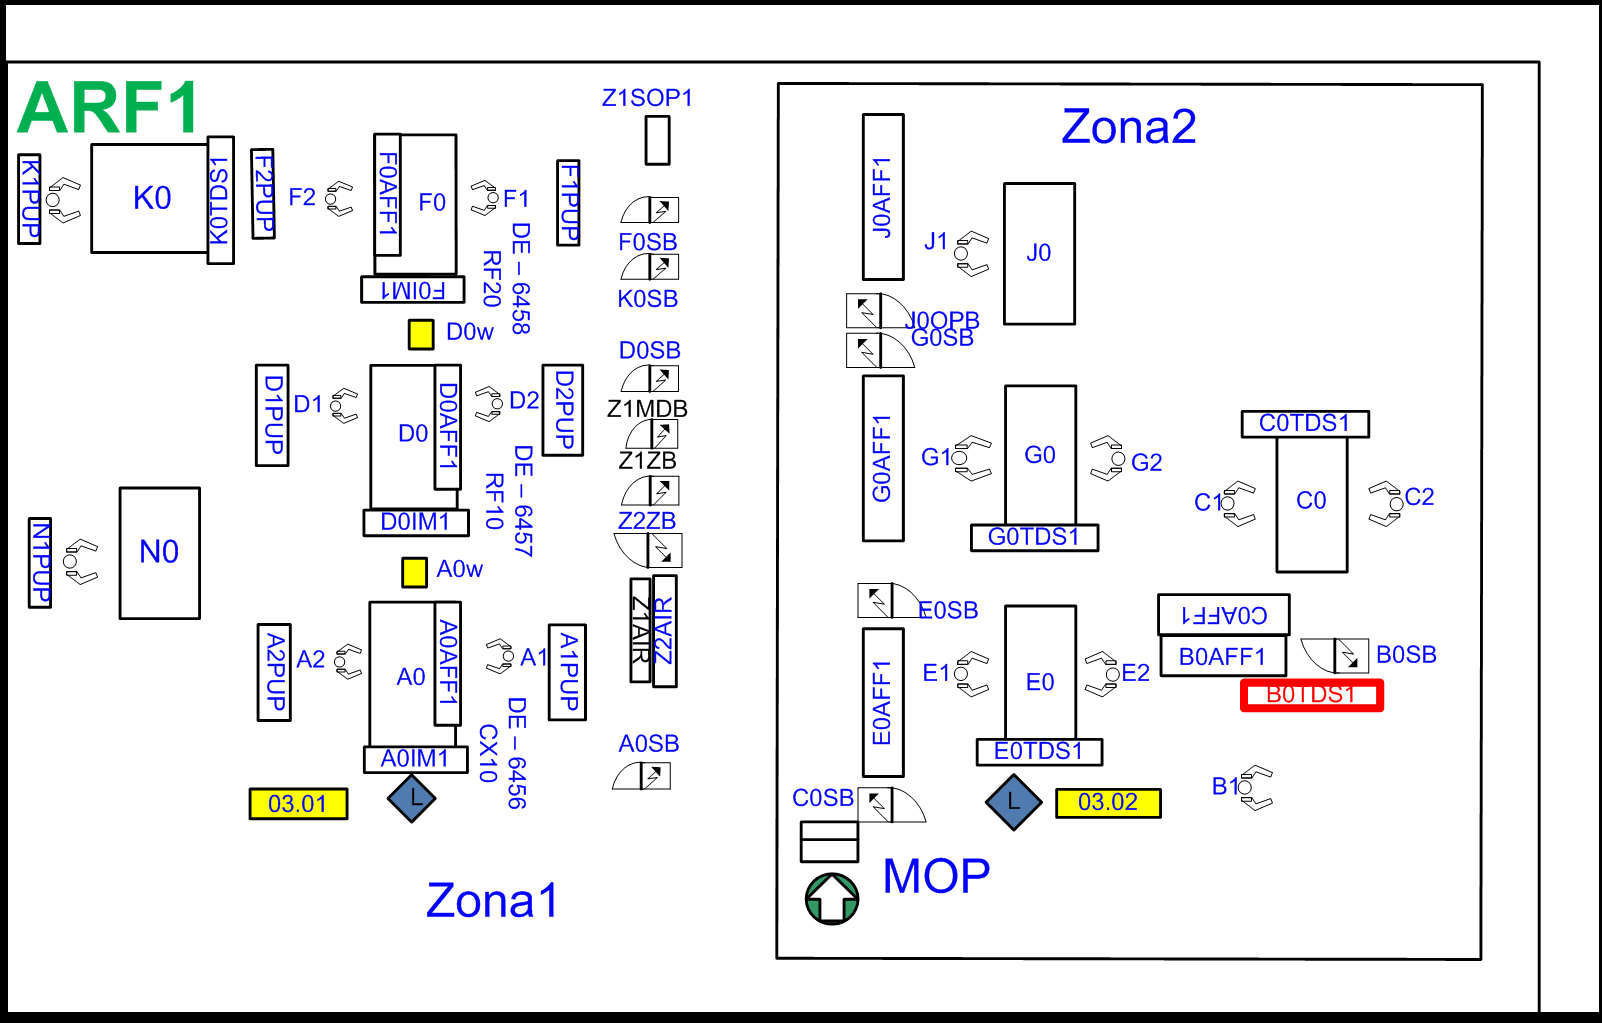 ARF1
Z1SOP1
Zona2
K1PUP
K0
K0TDS1
F2PUP
F2
F0AFF1
F0
F1
F1PUP
F0IM1
DE – 6458
RF20
F0SB
K0SB
J0AFF1
J1
J0
J0OPB
G0SB
D0w
D0SB
Z1MDB
Z1ZB
Z2ZB
D1PUP
D1
D0
D0AFF1
D2
D2PUP
D0IM1
DE – 6457
RF10
G0AFF1
G1
G0
G2
G0TDS1
C0TDS1
C1
C0
C2
N1PUP
N0
A0w
Z1AIR
Z2AIR
E0SB
C0AFF1
B0AFF1
B0SB
B0TDS1
A2PUP
A2
A0
A0AFF1
A1
A1PUP
A0IM1
DE – 6456
CX10
A0SB
E0AFF1
E1
E0
E2
E0TDS1
03.01
L
C0SB
L
03.02
B1
MOP
Zona1